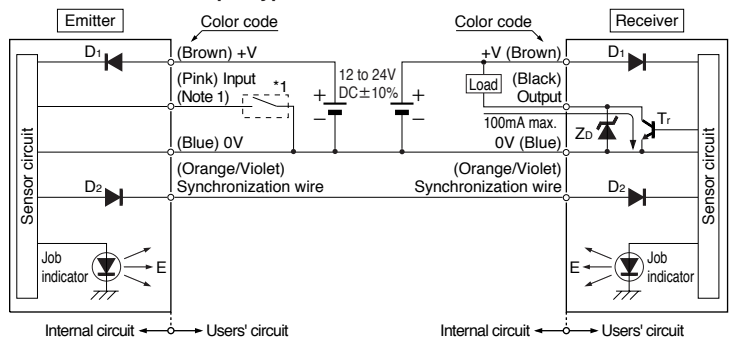 Emitter
Color code
Color code
Receiver
D1
(Brown) +V
+V (Brown)
D1
(Pink) Input
(Note 1)
*1
12 to 24V
DC±10%
+
−
+
−
Load
(Black)
Output
100mA max.
ZD
Tr
(Blue) 0V
0V (Blue)
(Orange/Violet)
Synchronization wire
(Orange/Violet)
Synchronization wire
D2
D2
Sensor circuit
Sensor circuit
Job
indicator
E
E
Job
indicator
Internal circuit
Users' circuit
Internal circuit
Users' circuit